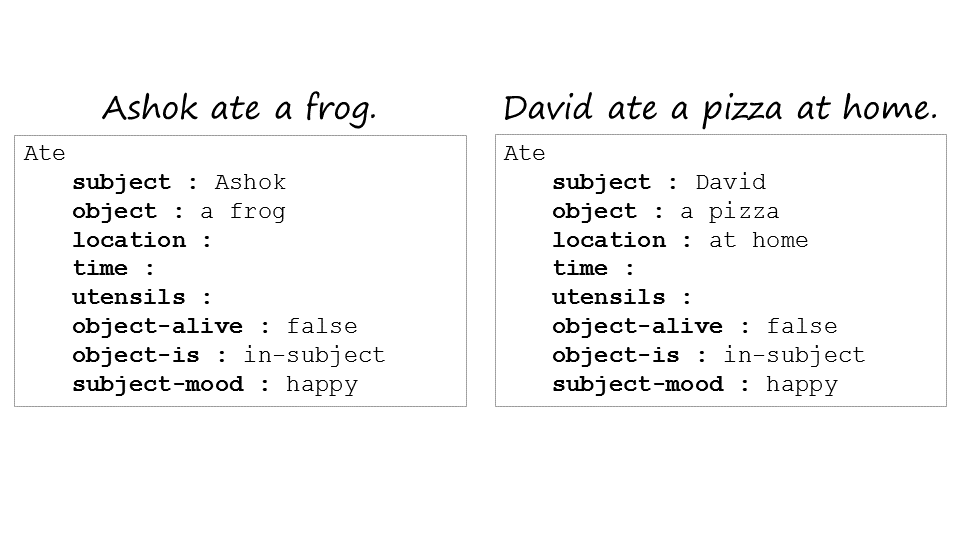 Ashok ate a frog.
Ate
subject : Ashok
object : a frog
location :
time :
utensils :
object-alive : false
object-is : in-subject
subject-mood : happy
David ate a pizza at home.
Ate
subject : David
object : a pizza
location : at home
time :
utensils :
object-alive : false
object-is : in-subject
subject-mood : happy